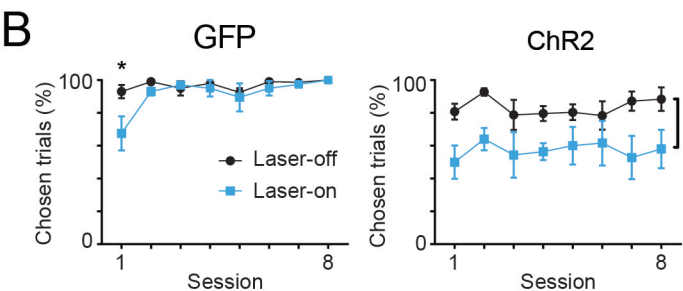 B
GFP
ChR2
*
Chosen trials (%)
100
0
Laser-off
Laser-on
1
8
Session
Chosen trials (%)
100
0
1
8
Session